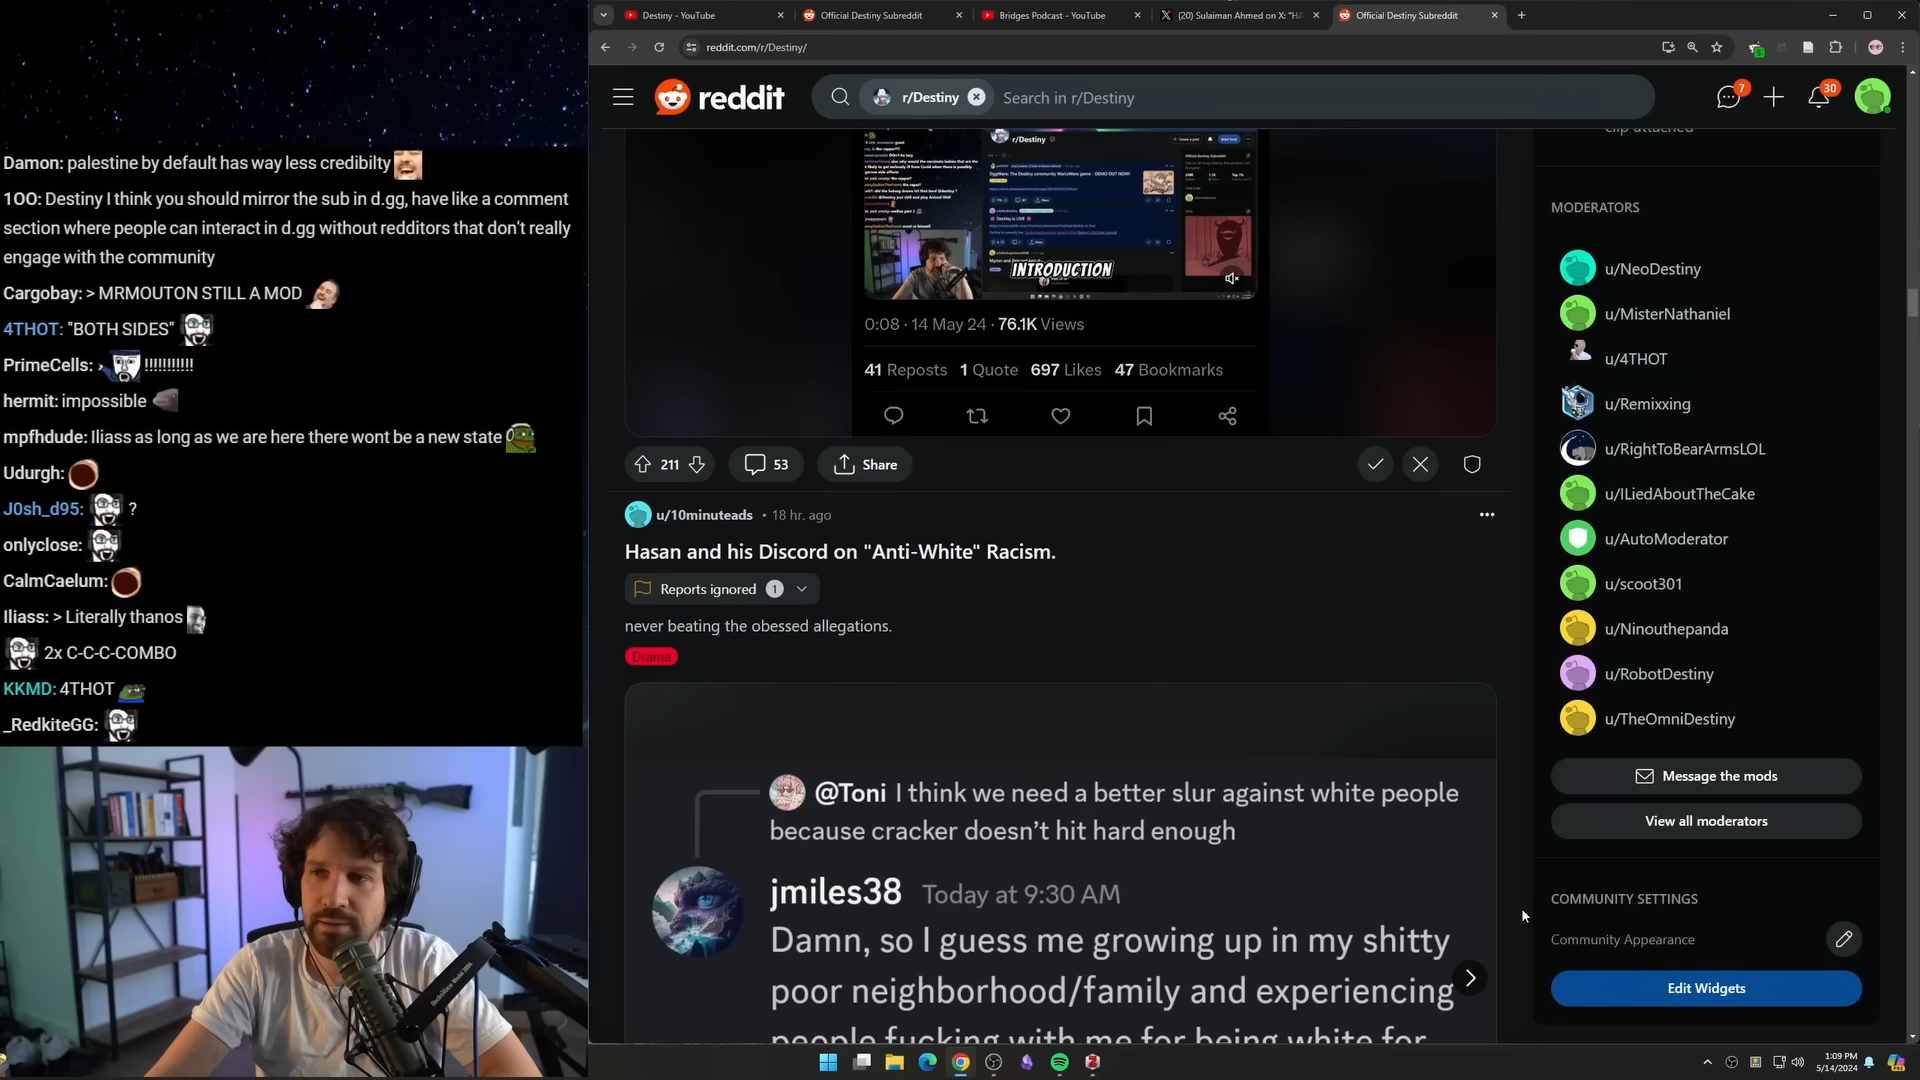 Damon: palestine by default has way less credibilty
1OO: Destiny I think you should mirror the sub in d.gg, have like a comment
section where people can interact in d.gg without redditors that don't really
engage with the community
Cargobay: > MRMOUTON STILL A MOD
4THOT: "BOTH SIDES"
PrimeCells: > !!!!!!!!!!!
hermit: impossible
mpfhdude: Iliass as long as we are here there wont be a new state
Udurgh:
J0sh_d95: ?
onlyclose:
CalmCaelum:
Iliass: > Literally thanos
2x C-C-C-COMBO
KKMD: 4THOT
_RedkiteGG:
Destiny - YouTube
Official Destiny Subreddit
Bridges Podcast - YouTube
(20) Sulaiman Ahmed on X: "HA
Official Destiny Subreddit
reddit.com/r/Destiny/
reddit
r/Destiny
Search in r/Destiny
7
30
r/Destiny
INTRODUCTION
0:08 · 14 May 24 · 76.1K Views
41 Reposts 1 Quote 697 Likes 47 Bookmarks
211
53
Share
u/10minuteads • 18 hr. ago
Hasan and his Discord on "Anti-White" Racism.
Reports ignored 1
never beating the obessed allegations.
Drama
@Toni I think we need a better slur against white people
because cracker doesn't hit hard enough
jmiles38 Today at 9:30 AM
Damn, so I guess me growing up in my shitty
poor neighborhood/family and experiencing
people fucking with me for being white for
clip attached
MODERATORS
u/NeoDestiny
u/MisterNathaniel
u/4THOT
u/Remixxing
u/RightToBearArmsLOL
u/ILiedAboutTheCake
u/AutoModerator
u/scoot301
u/Ninouthepanda
u/RobotDestiny
u/TheOmniDestiny
Message the mods
View all moderators
COMMUNITY SETTINGS
Community Appearance
Edit Widgets
1:09 PM
5/14/2024